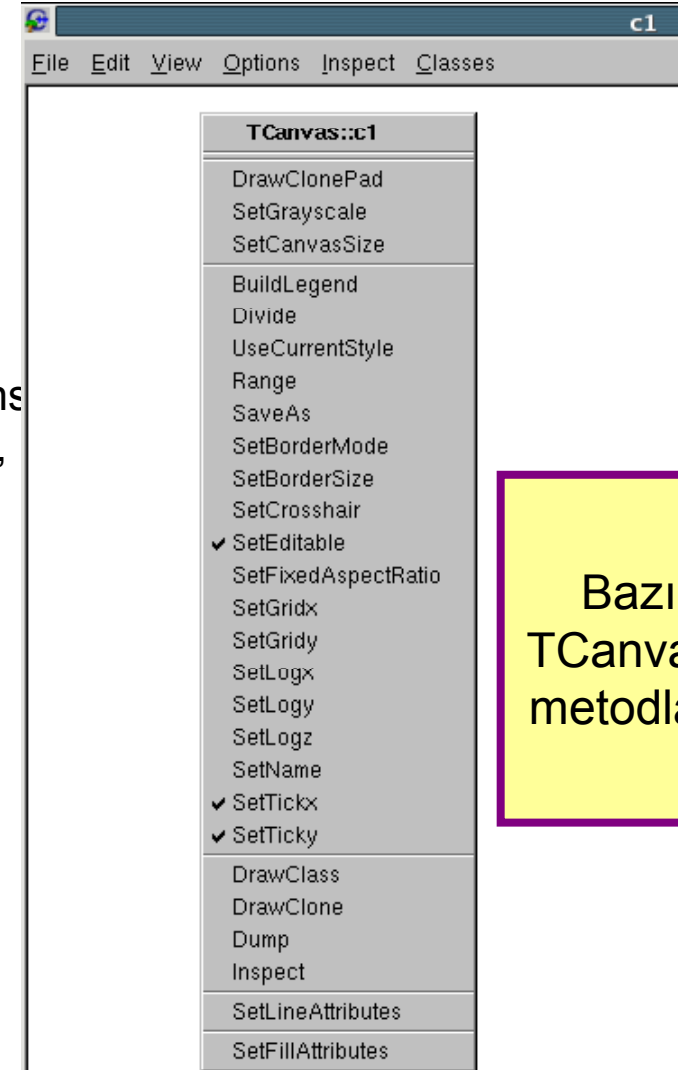 c1
File Edit View Options Inspect Classes
TCanvas::c1
DrawClonePad
SetGrayscale
SetCanvasSize
BuildLegend
Divide
UseCurrentStyle
Range
SaveAs
SetBorderMode
SetBorderSize
SetCrosshair
SetEditable
SetFixedAspectRatio
SetGridx
SetGridy
SetLogx
SetLogy
SetLogz
SetName
SetTickx
SetTicky
DrawClass
DrawClone
Dump
Inspect
SetLineAttributes
SetFillAttributes
Bazı